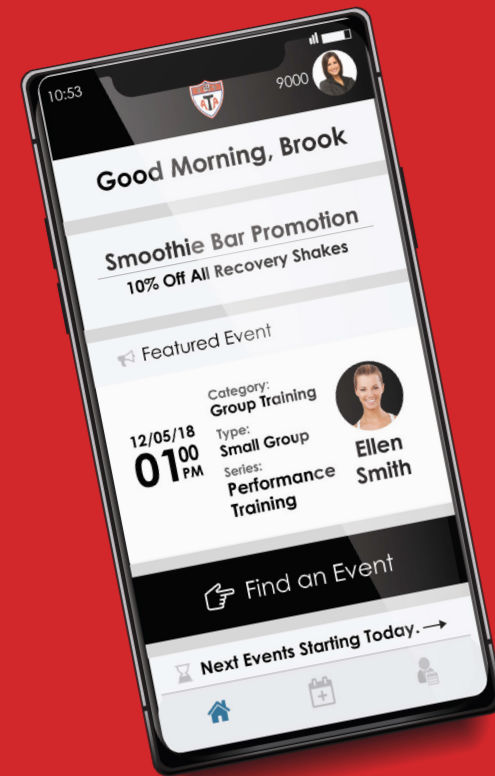 10:53
9000
ATA
Good Morning, Brook
Smoothie Bar Promotion
10% Off All Recovery Shakes
Featured Event
12/05/18
01 00 PM
Category:
Group Training
Type:
Small Group
Series:
Performance
Training
Ellen
Smith
Find an Event
Next Events Starting Today.